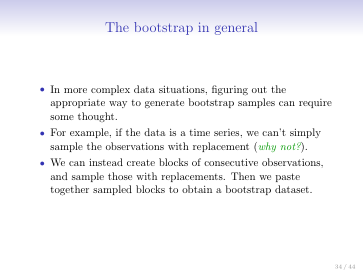 The bootstrap in general
• In more complex data situations, figuring out the
appropriate way to generate bootstrap samples can require
some thought.
• For example, if the data is a time series, we can't simply
sample the observations with replacement (why not?).
• We can instead create blocks of consecutive observations,
and sample those with replacements. Then we paste
together sampled blocks to obtain a bootstrap dataset.
34 / 44